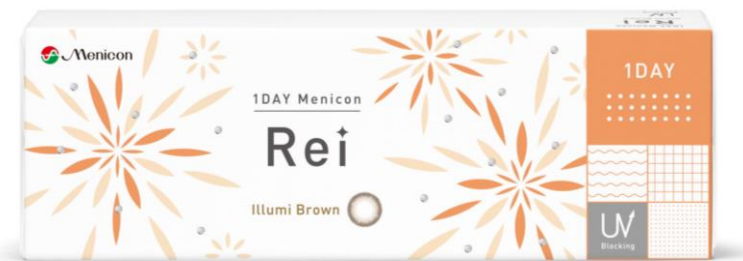 Menicon
1DAY Menicon
Rei
Illumi Brown
1DAY
UV
Blocking